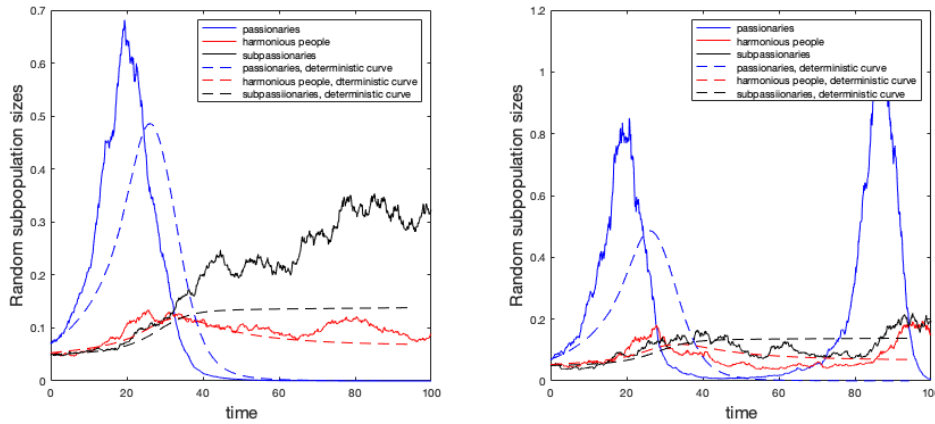 Random subpopulation sizes
0.7
0.6
0.5
0.4
0.3
0.2
0.1
0
0 20 40 60 80 100
time
passionaries
harmonious people
subpassionaries
passionaries, deterministic curve
harmonious people, dterministic curve
subpassiionaries, deterministic curve
Random subpopulation sizes
1.2
1
0.8
0.6
0.4
0.2
0
0 20 40 60 80 100
time
passionaries
harmonious people
subpassionaries
passionaries, deterministic curve
harmonious people, deterministic curve
subpassiionaries, deterministic curve